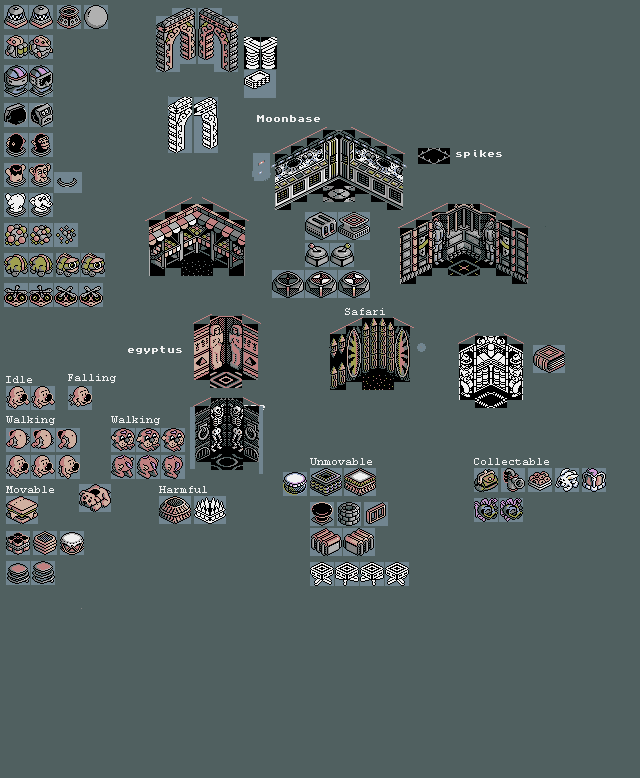 Moonbase
spikes
Safari
egyptus
Idle
Falling
Walking
Walking
Unmovable
Collectable
Movable
Harmful